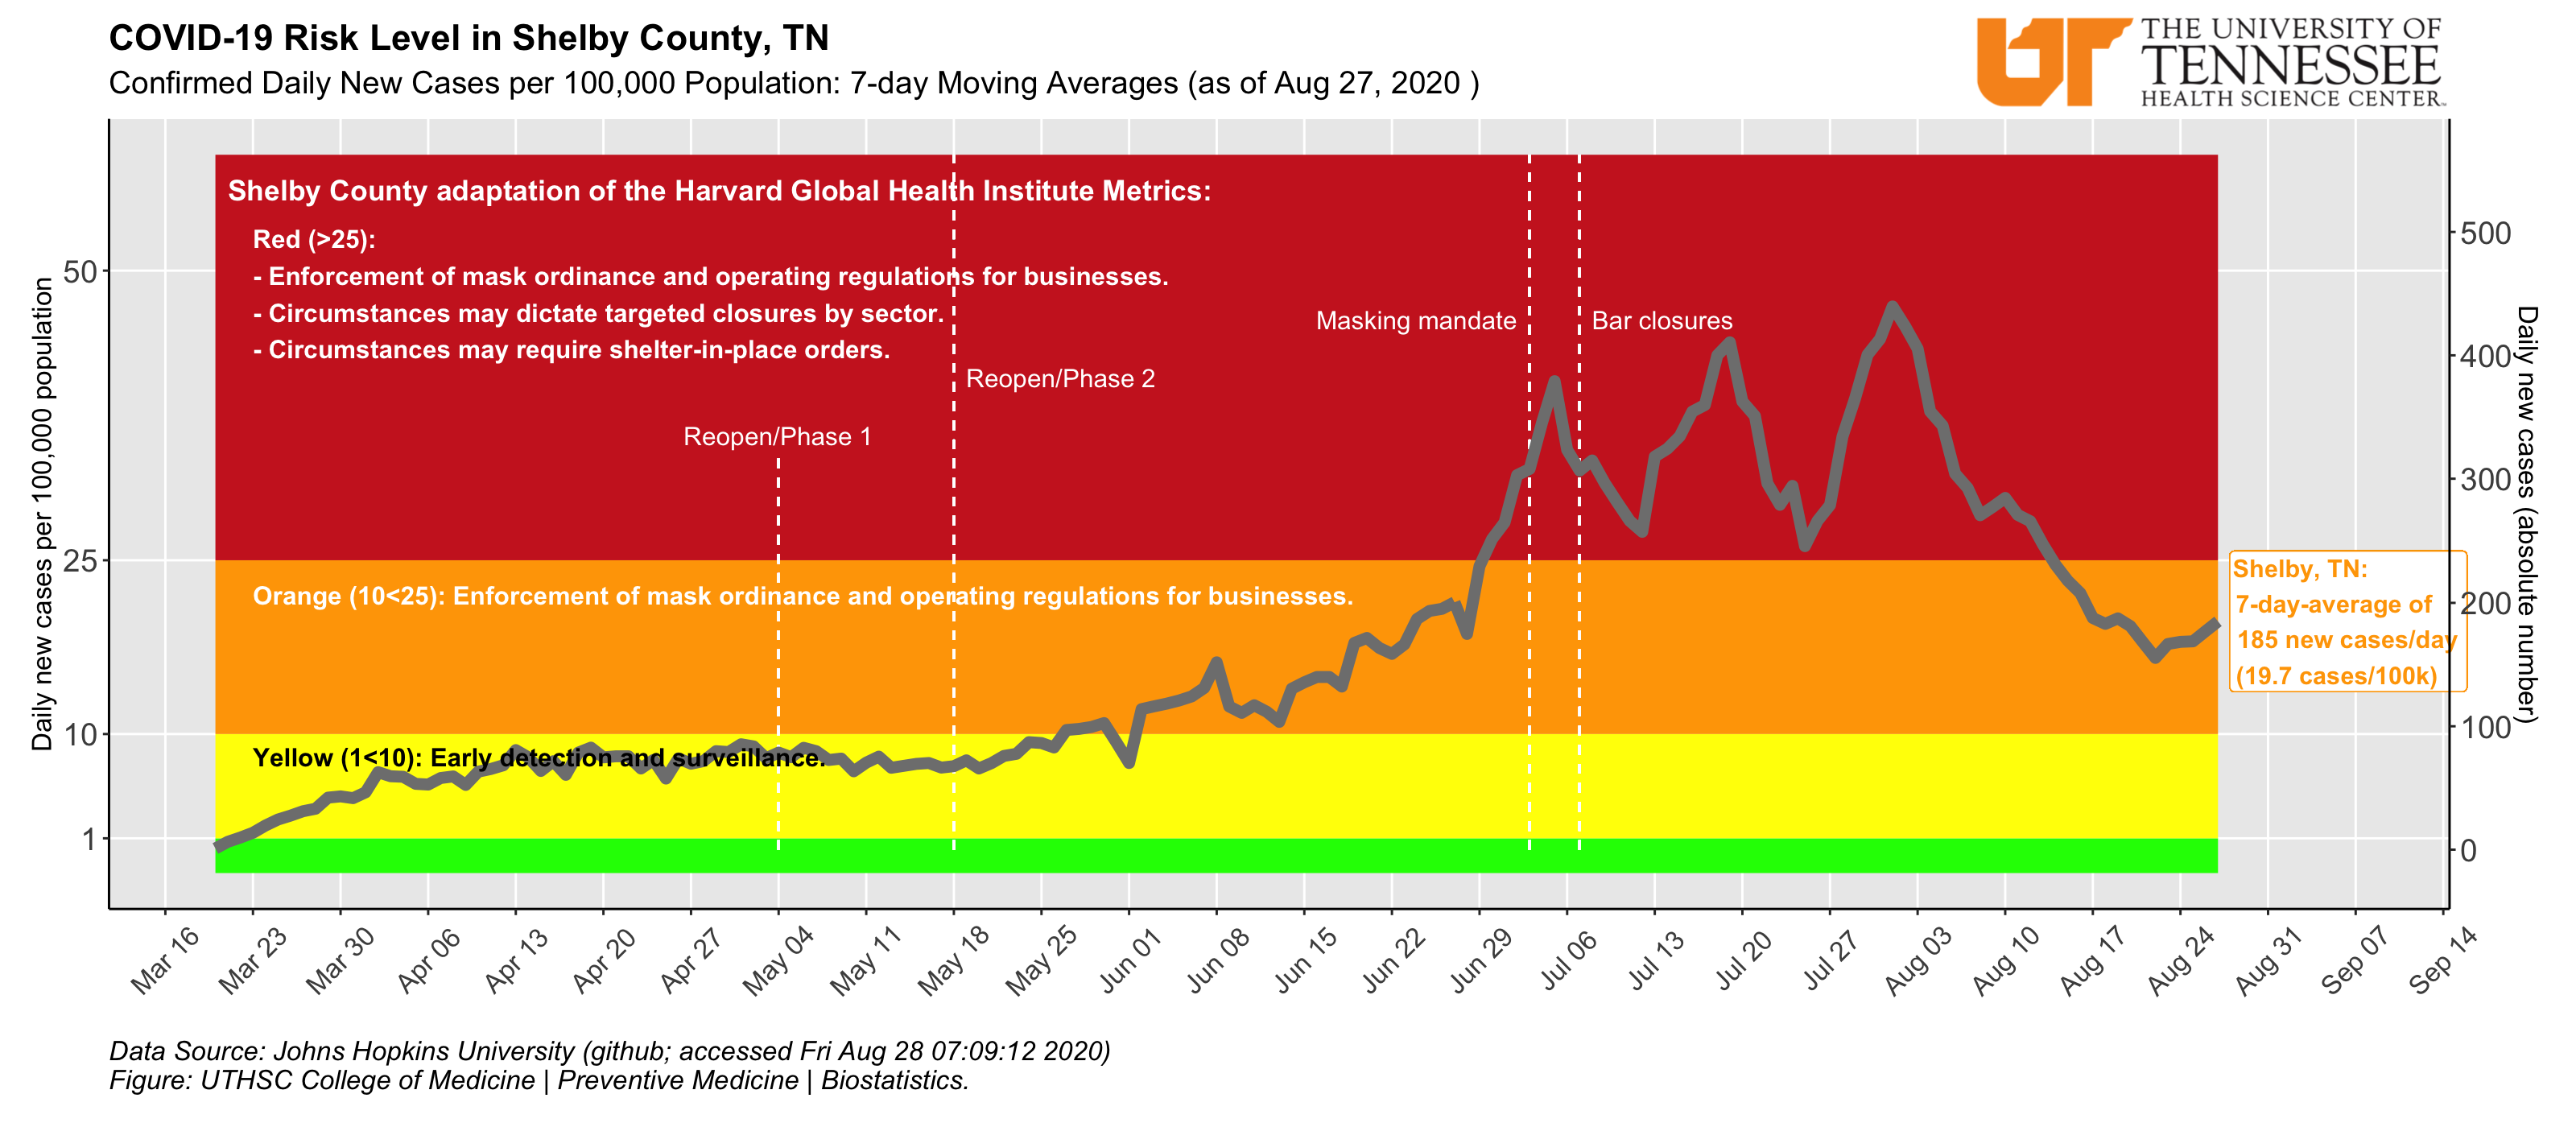 COVID-19 Risk Level in Shelby County, TN
Confirmed Daily New Cases per 100,000 Population: 7-day Moving Averages (as of Aug 27, 2020 )
THE UNIVERSITY OF
TENNESSEE
HEALTH SCIENCE CENTER™
Shelby County adaptation of the Harvard Global Health Institute Metrics:
Red (>25):
- Enforcement of mask ordinance and operating regulations for businesses.
- Circumstances may dictate targeted closures by sector.
- Circumstances may require shelter-in-place orders.
Masking mandate
Bar closures
Reopen/Phase 2
Reopen/Phase 1
Orange (10<25): Enforcement of mask ordinance and operating regulations for businesses.
Yellow (1<10): Early detection and surveillance.
Shelby, TN:
7-day-average of
185 new cases/day
(19.7 cases/100k)
Daily new cases per 100,000 population
50
25
10
1
Daily new cases (absolute number)
500
400
300
200
100
0
Mar 16
Mar 23
Mar 30
Apr 06
Apr 13
Apr 20
Apr 27
May 04
May 11
May 18
May 25
Jun 01
Jun 08
Jun 15
Jun 22
Jun 29
Jul 06
Jul 13
Jul 20
Jul 27
Aug 03
Aug 10
Aug 17
Aug 24
Aug 31
Sep 07
Sep 14
Data Source: Johns Hopkins University (github; accessed Fri Aug 28 07:09:12 2020)
Figure: UTHSC College of Medicine | Preventive Medicine | Biostatistics.